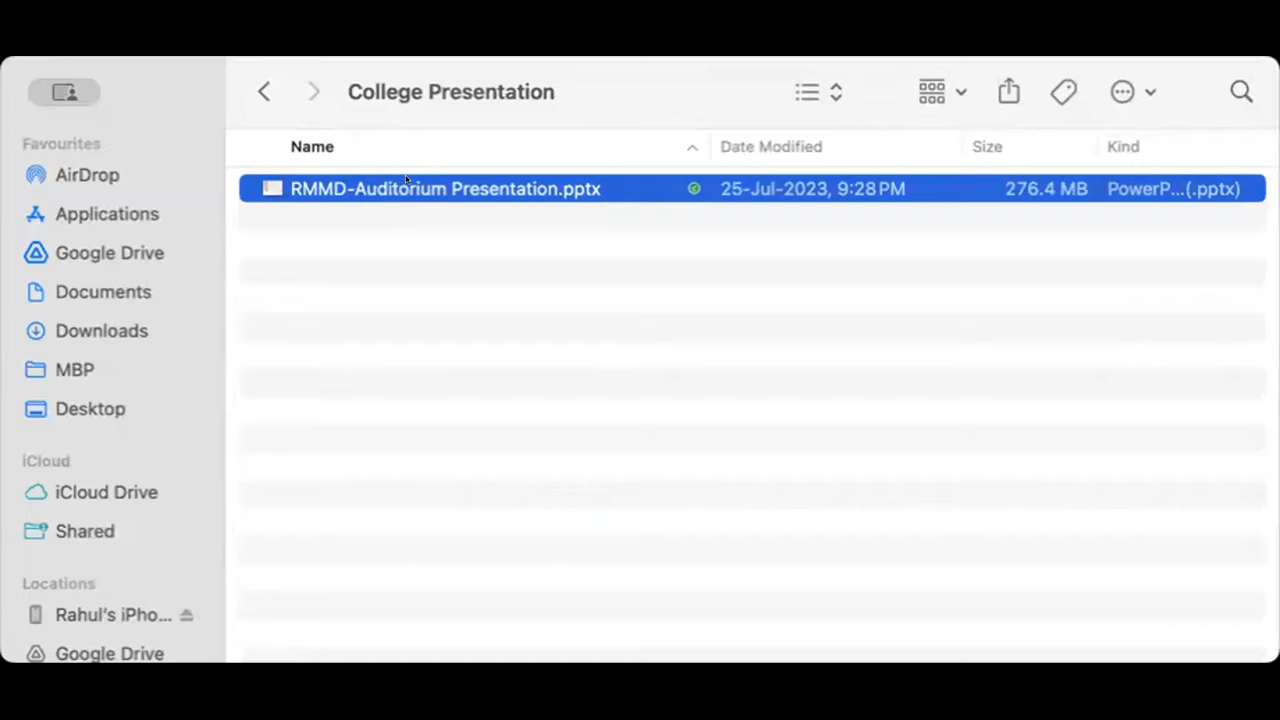 College Presentation
Favourites
AirDrop
Applications
Google Drive
Documents
Downloads
MBP
Desktop
iCloud
iCloud Drive
Shared
Locations
Rahul's iPho...
Google Drive
Name Date Modified Size Kind
RMMD-Auditorium Presentation.pptx 25-Jul-2023, 9:28 PM 276.4 MB PowerP...(.pptx)